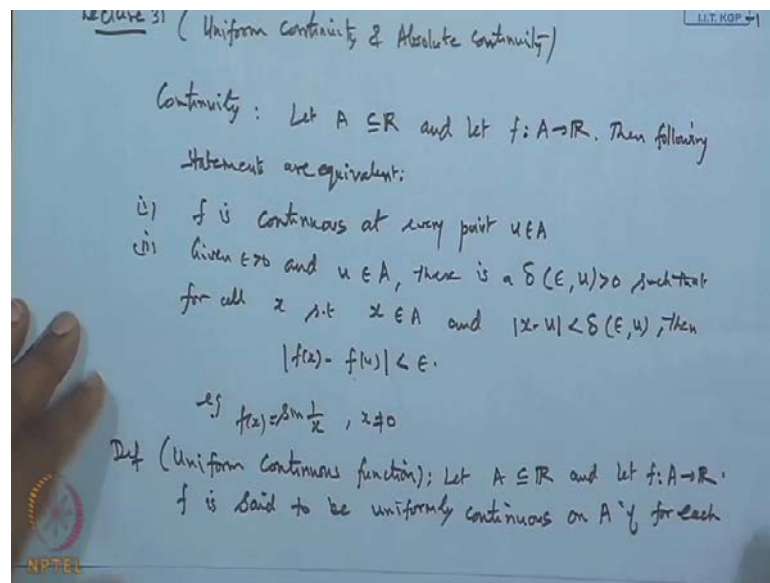 Lecture 31 ( Uniform Continuity & Absolute continuity )
I.I.T. KGP
Continuity : Let A ⊆ R and let f: A→R. Then following
statements are equivalent:
(i) f is continuous at every point u ∈ A
(ii) Given ε>0 and u ∈ A, there is a δ(ε,u)>0 such that
for all x s.t x ∈ A and |x-u| < δ(ε,u), then
|f(x) - f(u)| < ε.
eg f(x) = sin 1/x , x≠0
Def (Uniform Continuous function): Let A ⊆ R and let f: A→R.
f is said to be uniformly continuous on A if for each
NPTEL